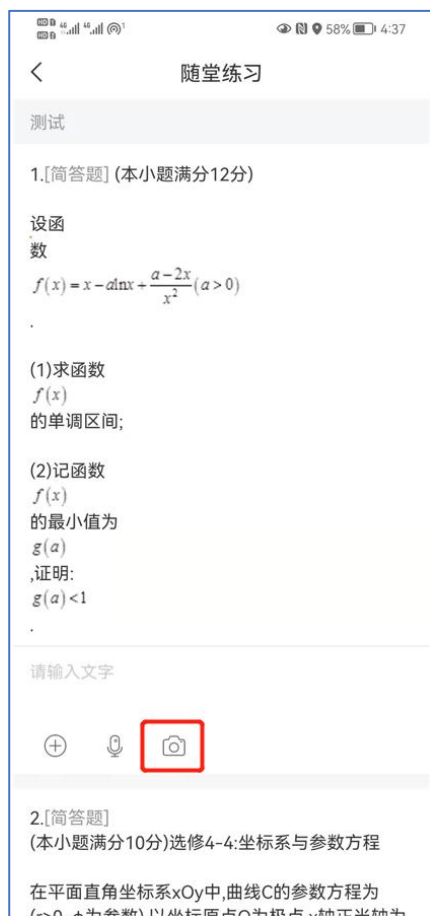 58% 4:37
随堂练习
测试
1.[简答题] (本小题满分12分)
设函
数
f(x)=x-alnx+\frac{a-2x}{x^2}(a>0)
.
(1)求函数
f(x)
的单调区间;
(2)记函数
f(x)
的最小值为
g(a)
,证明:
g(a)<1
.
请输入文字
2.[简答题]
(本小题满分10分)选修4-4:坐标系与参数方程
在平面直角坐标系xOy中,曲线C的参数方程为